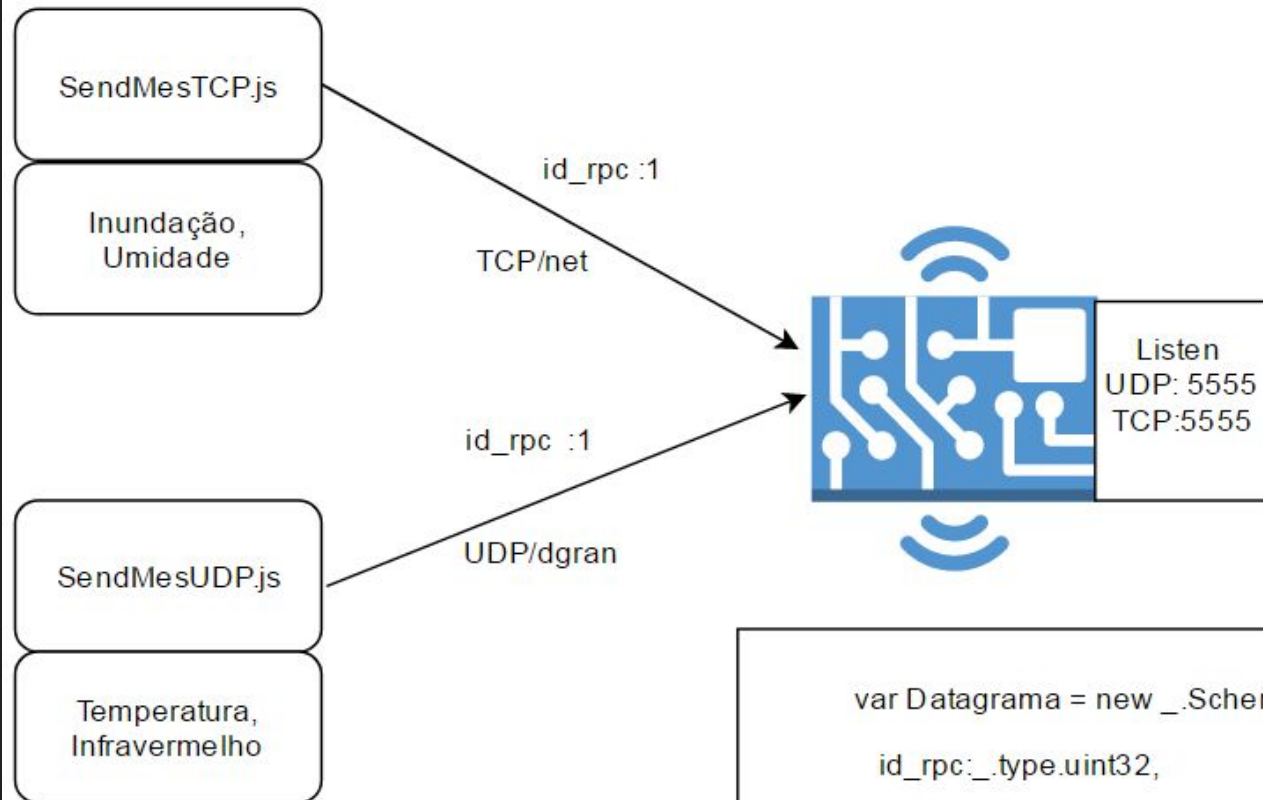 SendMesTCP.js
Inundação,
Umidade
id_rpc :1
TCP/net
Listen
UDP: 5555
TCP:5555
id_rpc :1
UDP/dgran
SendMesUDP.js
Temperatura,
Infravermelho
var Datagrama = new _.Scher
id_rpc:_.type.uint32,